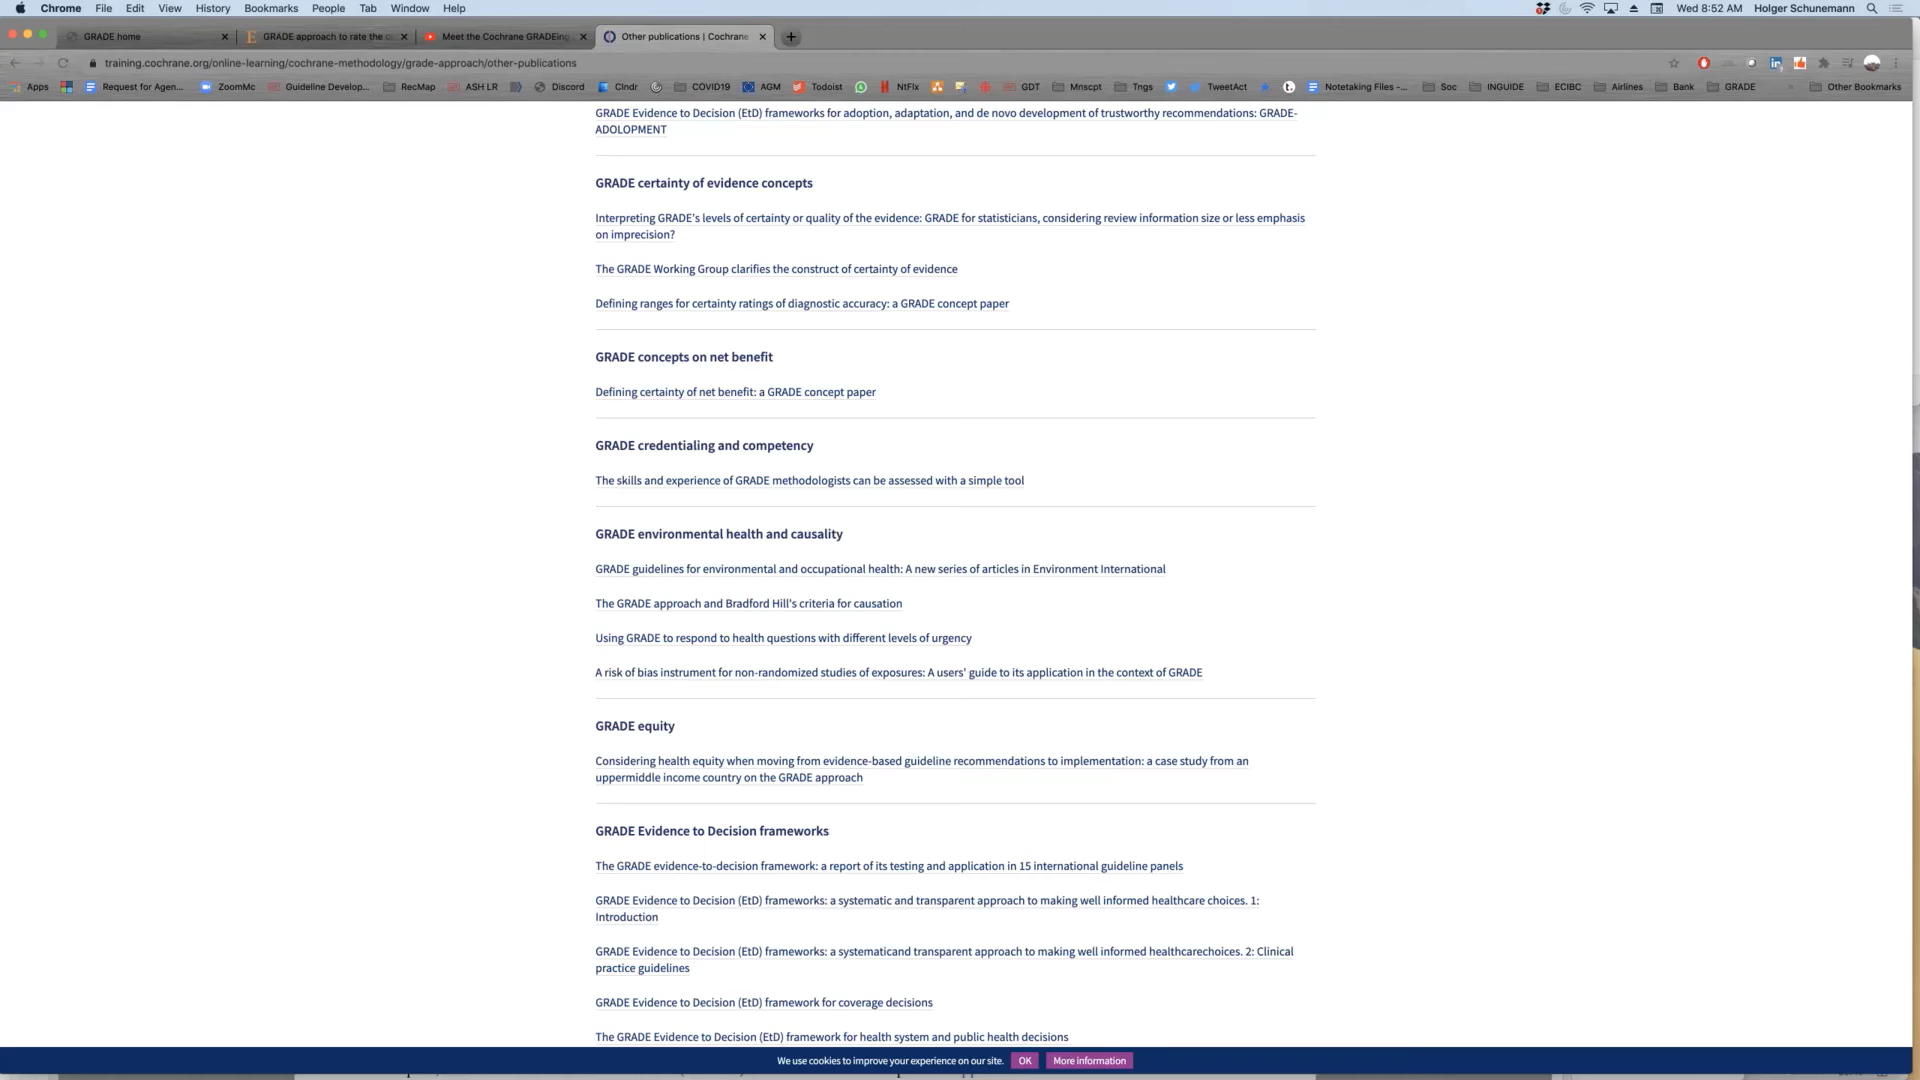 Chrome File Edit View History Bookmarks People Tab Window Help Wed 8:52 AM Holger Schunemann
GRADE home GRADE approach to rate the c Meet the Cochrane GRADEing Other publications | Cochrane
training.cochrane.org/online-learning/cochrane-methodology/grade-approach/other-publications
Apps Request for Agen... ZoomMc Guideline Develop... RecMap ASH LR Discord Clndr COVID19 AGM Todoist NtFlx GDT Mnscpt Tngs TweetAct Notetaking Files -... Soc INGUIDE ECIBC Airlines Bank GRADE » Other Bookmarks
GRADE Evidence to Decision (EtD) frameworks for adoption, adaptation, and de novo development of trustworthy recommendations: GRADE-
ADOLOPMENT
GRADE certainty of evidence concepts
Interpreting GRADE's levels of certainty or quality of the evidence: GRADE for statisticians, considering review information size or less emphasis
on imprecision?
The GRADE Working Group clarifies the construct of certainty of evidence
Defining ranges for certainty ratings of diagnostic accuracy: a GRADE concept paper
GRADE concepts on net benefit
Defining certainty of net benefit: a GRADE concept paper
GRADE credentialing and competency
The skills and experience of GRADE methodologists can be assessed with a simple tool
GRADE environmental health and causality
GRADE guidelines for environmental and occupational health: A new series of articles in Environment International
The GRADE approach and Bradford Hill's criteria for causation
Using GRADE to respond to health questions with different levels of urgency
A risk of bias instrument for non-randomized studies of exposures: A users' guide to its application in the context of GRADE
GRADE equity
Considering health equity when moving from evidence-based guideline recommendations to implementation: a case study from an
uppermiddle income country on the GRADE approach
GRADE Evidence to Decision frameworks
The GRADE evidence-to-decision framework: a report of its testing and application in 15 international guideline panels
GRADE Evidence to Decision (EtD) frameworks: a systematic and transparent approach to making well informed healthcare choices. 1:
Introduction
GRADE Evidence to Decision (EtD) frameworks: a systematicand transparent approach to making well informed healthcarechoices. 2: Clinical
practice guidelines
GRADE Evidence to Decision (EtD) framework for coverage decisions
The GRADE Evidence to Decision (EtD) framework for health system and public health decisions
We use cookies to improve your experience on our site. OK More information